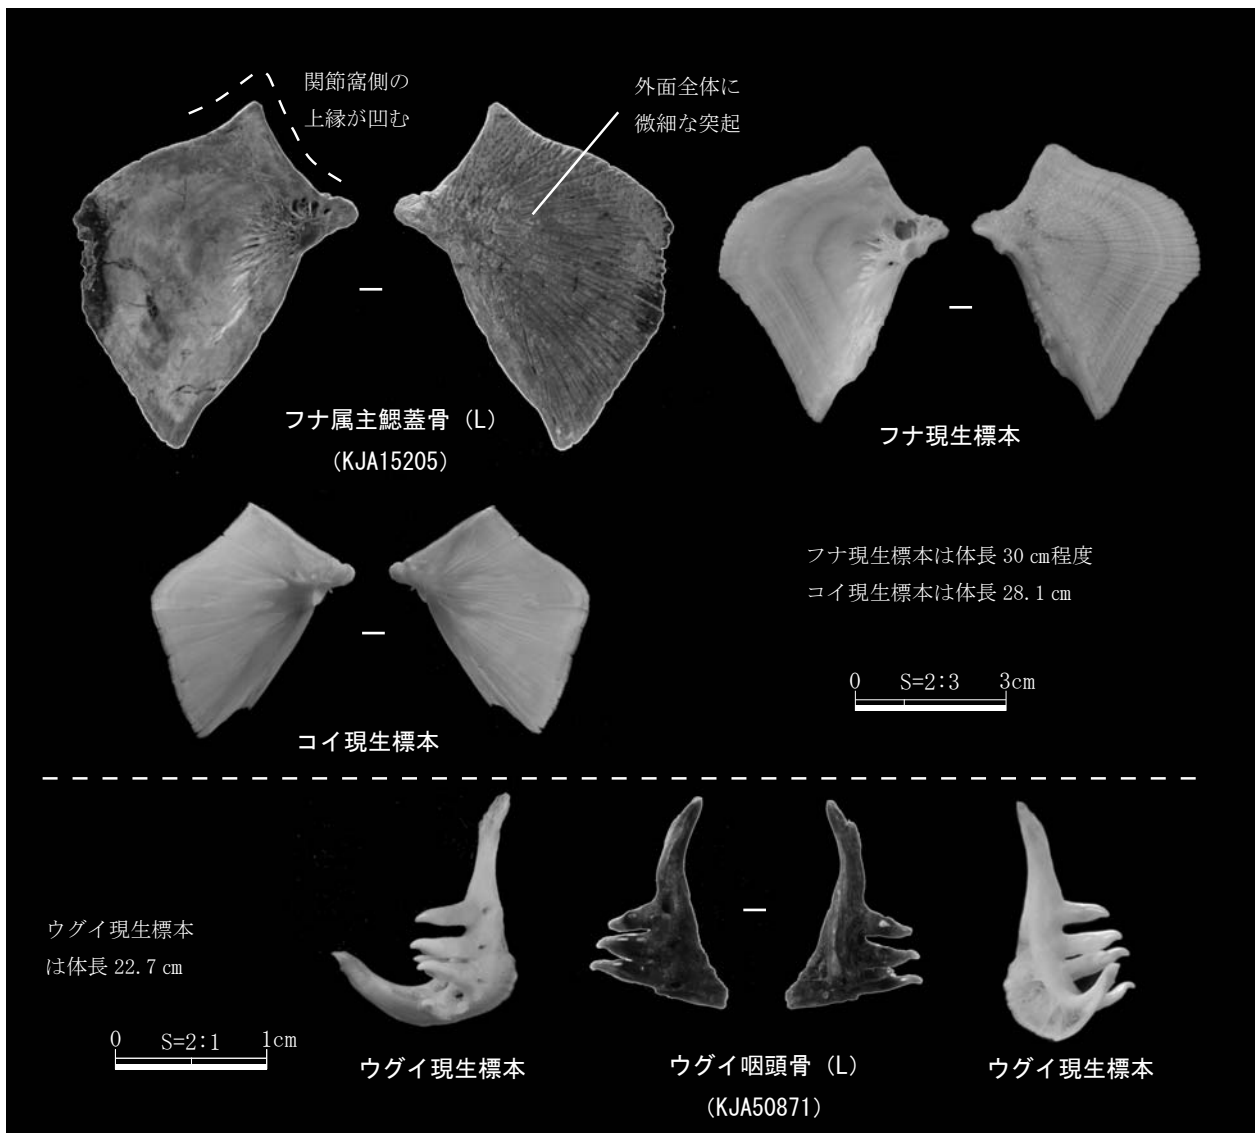 関節窩側の
上縁が凹む
外面全体に
微細な突起
フナ属主鰓蓋骨（L）
（KJA15205）
フナ現生標本
フナ現生標本は体長 30 ㎝程度
コイ現生標本は体長 28.1 ㎝
0 S=2:3 3cm
コイ現生標本
ウグイ現生標本
は体長 22.7 ㎝
0 S=2:1 1cm
ウグイ現生標本
ウグイ咽頭骨（L）
（KJA50871）
ウグイ現生標本